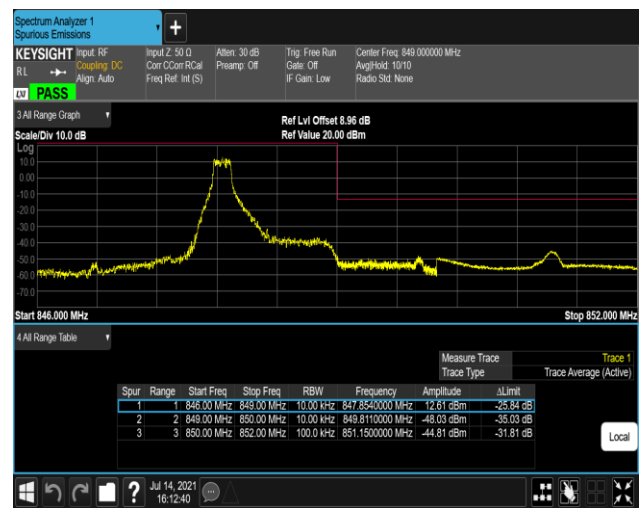 Spectrum Analyzer 1
Spurious Emissions
+
KEYSIGHT Input: RF Input Z: 50 Ω Atten: 30 dB Trig: Free Run Center Freq: 849.000000 MHz
RL Coupling: DC Corr CCorr RCal Preamp: Off Gate: Off Avg|Hold: 10/10
Align: Auto Freq Ref: Int (S) IF Gain: Low Radio Std: None
LXI PASS
3 All Range Graph Ref Lvl Offset 8.96 dB
Scale/Div 10.0 dB Ref Value 20.00 dBm
Log
10.0
0.00
-10.0
-20.0
-30.0
-40.0
-50.0
-60.0
-70.0
Start 846.000 MHz Stop 852.000 MHz
4 All Range Table
Measure Trace Trace 1
Trace Type Trace Average (Active)
Spur Range Start Freq Stop Freq RBW Frequency Amplitude ΔLimit
1 1 846.00 MHz 849.00 MHz 10.00 kHz 847.8540000 MHz 12.61 dBm -25.84 dB
2 2 849.00 MHz 850.00 MHz 10.00 kHz 849.8110000 MHz -48.03 dBm -35.03 dB
3 3 850.00 MHz 852.00 MHz 100.0 kHz 851.1500000 MHz -44.81 dBm -31.81 dB
Local
? Jul 14, 2021
16:12:40